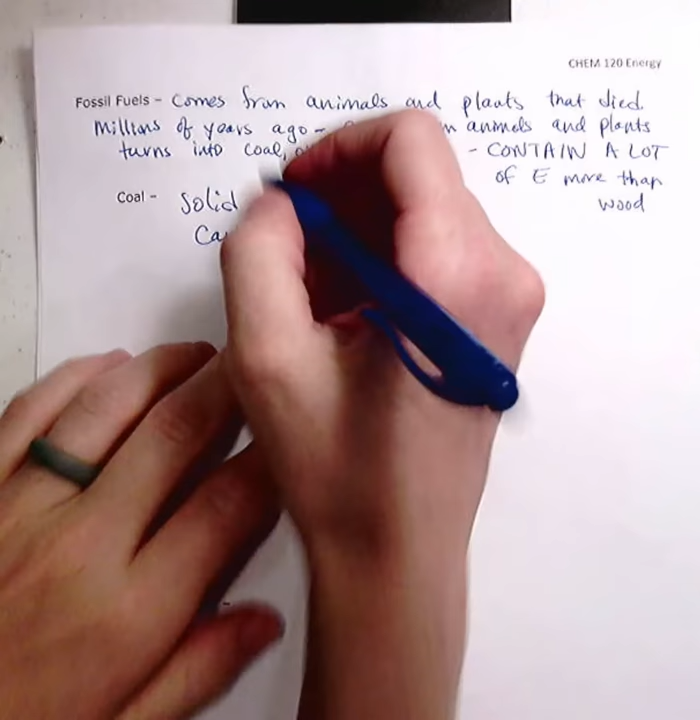 CHEM 120 Energy
Fossil Fuels - comes from animals and plants that died.
Millions of years ago - in animals and plants
turns into coal, - CONTAIN A LOT
of E more than
Coal - Solid wood